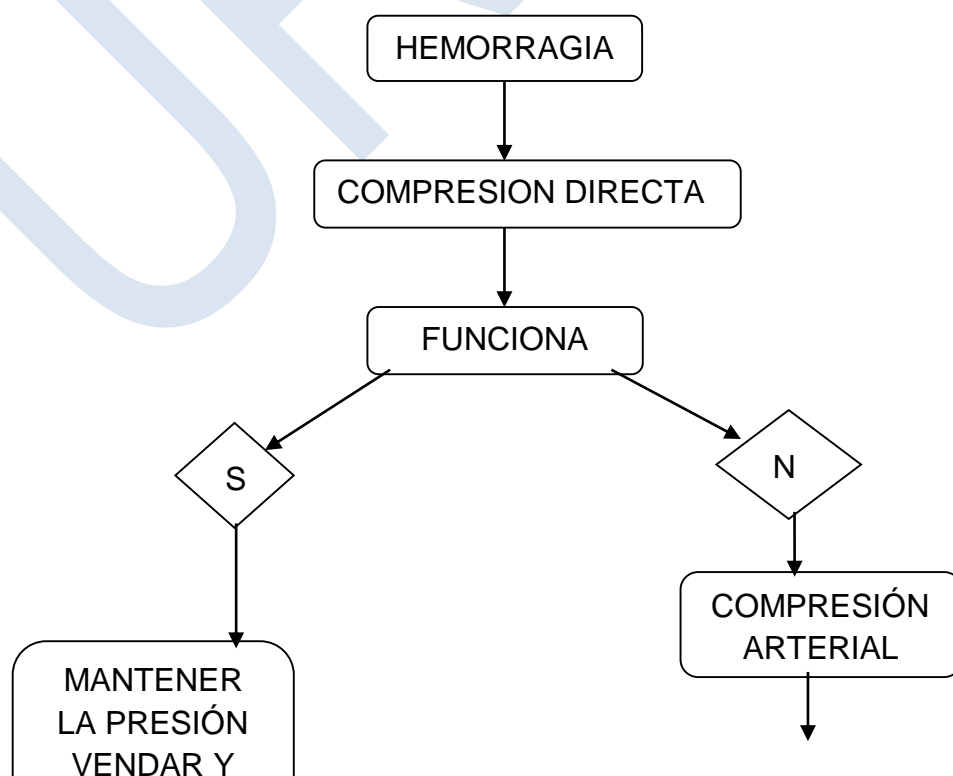 HEMORRAGIA
COMPRESION DIRECTA
FUNCIONA
S
N
COMPRESIÓN
ARTERIAL
MANTENER
LA PRESIÓN
VENDAR Y